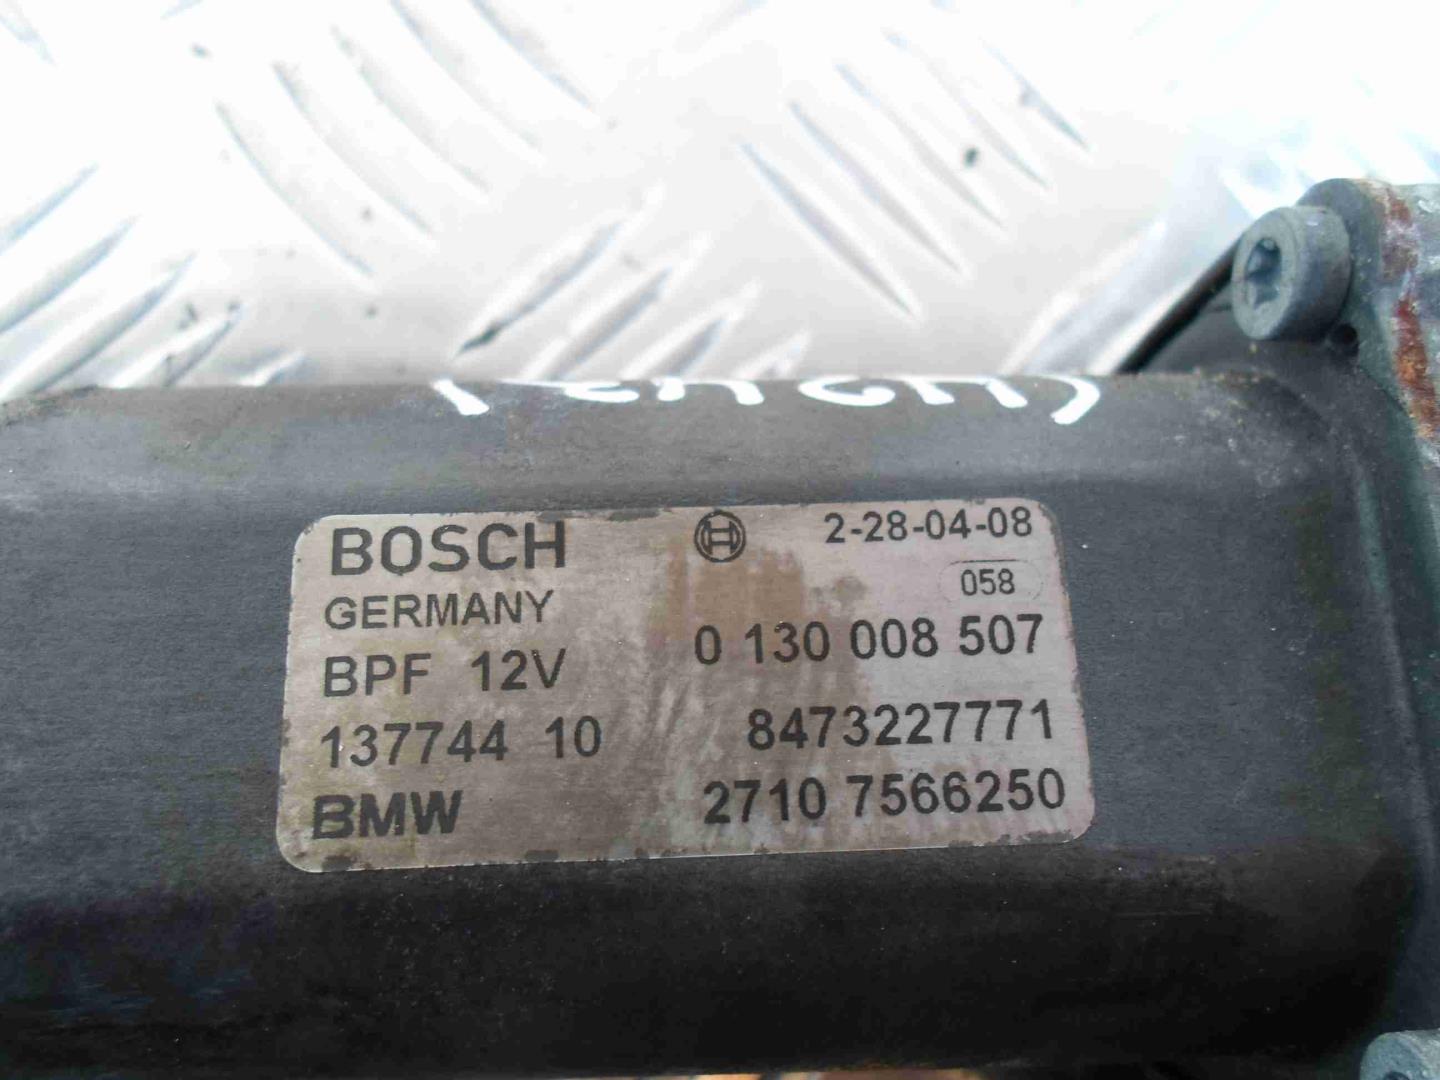 BOSCH 2-28-04-08
GERMANY 058
BPF 12V 0 130 008 507
137744 10 8473227771
BMW 2710 7566250